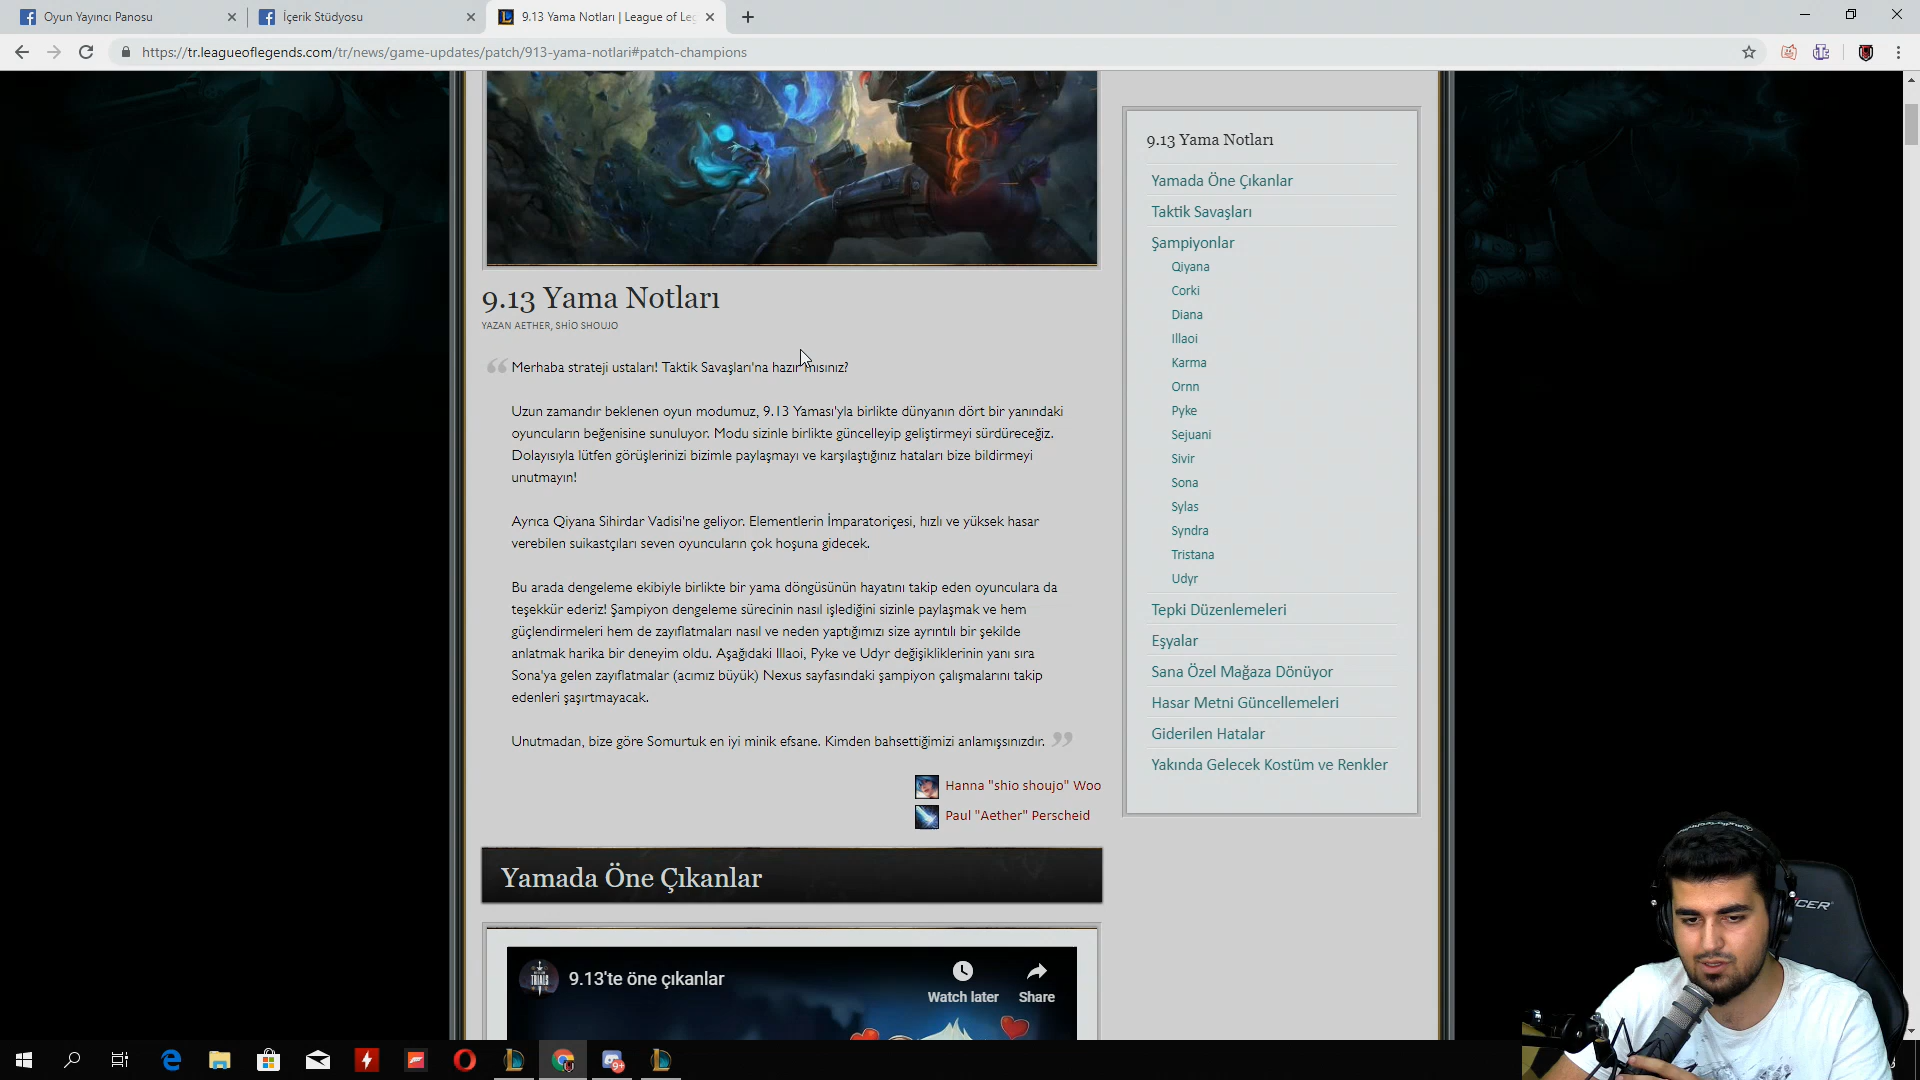 Oyun Yayıncı Panosu
İçerik Stüdyosu
9.13 Yama Notları | League of Le
https://tr.leagueoflegends.com/tr/news/game-updates/patch/913-yama-notlari#patch-champions
9.13 Yama Notları
YAZAN AETHER, SHİO SHOUJO
Merhaba strateji ustaları! Taktik Savaşları'na hazır mısınız?
Uzun zamandır beklenen oyun modumuz, 9.13 Yaması'yla birlikte dünyanın dört bir yanındaki
oyuncuların beğenisine sunuluyor. Modu sizinle birlikte güncelleyip geliştirmeyi sürdüreceğiz.
Dolayısıyla lütfen görüşlerinizi bizimle paylaşmayı ve karşılaştığınız hataları bize bildirmeyi
unutmayın!
Ayrıca Qiyana Sihirdar Vadisi'ne geliyor. Elementlerin İmparatoriçesi, hızlı ve yüksek hasar
verebilen suikastçıları seven oyuncuların çok hoşuna gidecek.
Bu arada dengeleme ekibiyle birlikte bir yama döngüsünün hayatını takip eden oyunculara da
teşekkür ederiz! Şampiyon dengeleme sürecinin nasıl işlediğini sizinle paylaşmak ve hem
güçlendirmeleri hem de zayıflatmaları nasıl ve neden yaptığımızı size ayrıntılı bir şekilde
anlatmak harika bir deneyim oldu. Aşağıdaki Illaoi, Pyke ve Udyr değişikliklerinin yanı sıra
Sona'ya gelen zayıflatmalar (acımız büyük) Nexus sayfasındaki şampiyon çalışmalarını takip
edenleri şaşırtmayacak.
Unutmadan, bize göre Somurtuk en iyi minik efsane. Kimden bahsettiğimizi anlamışsınızdır.
Hanna "shio shoujo" Woo
Paul "Aether" Perscheid
Yamada Öne Çıkanlar
TRIALS
9.13'te öne çıkanlar
Watch later
Share
9.13 Yama Notları
Yamada Öne Çıkanlar
Taktik Savaşları
Şampiyonlar
Qiyana
Corki
Diana
Illaoi
Karma
Ornn
Pyke
Sejuani
Sivir
Sona
Sylas
Syndra
Tristana
Udyr
Tepki Düzenlemeleri
Eşyalar
Sana Özel Mağaza Dönüyor
Hasar Metni Güncellemeleri
Giderilen Hatalar
Yakında Gelecek Kostüm ve Renkler
9+